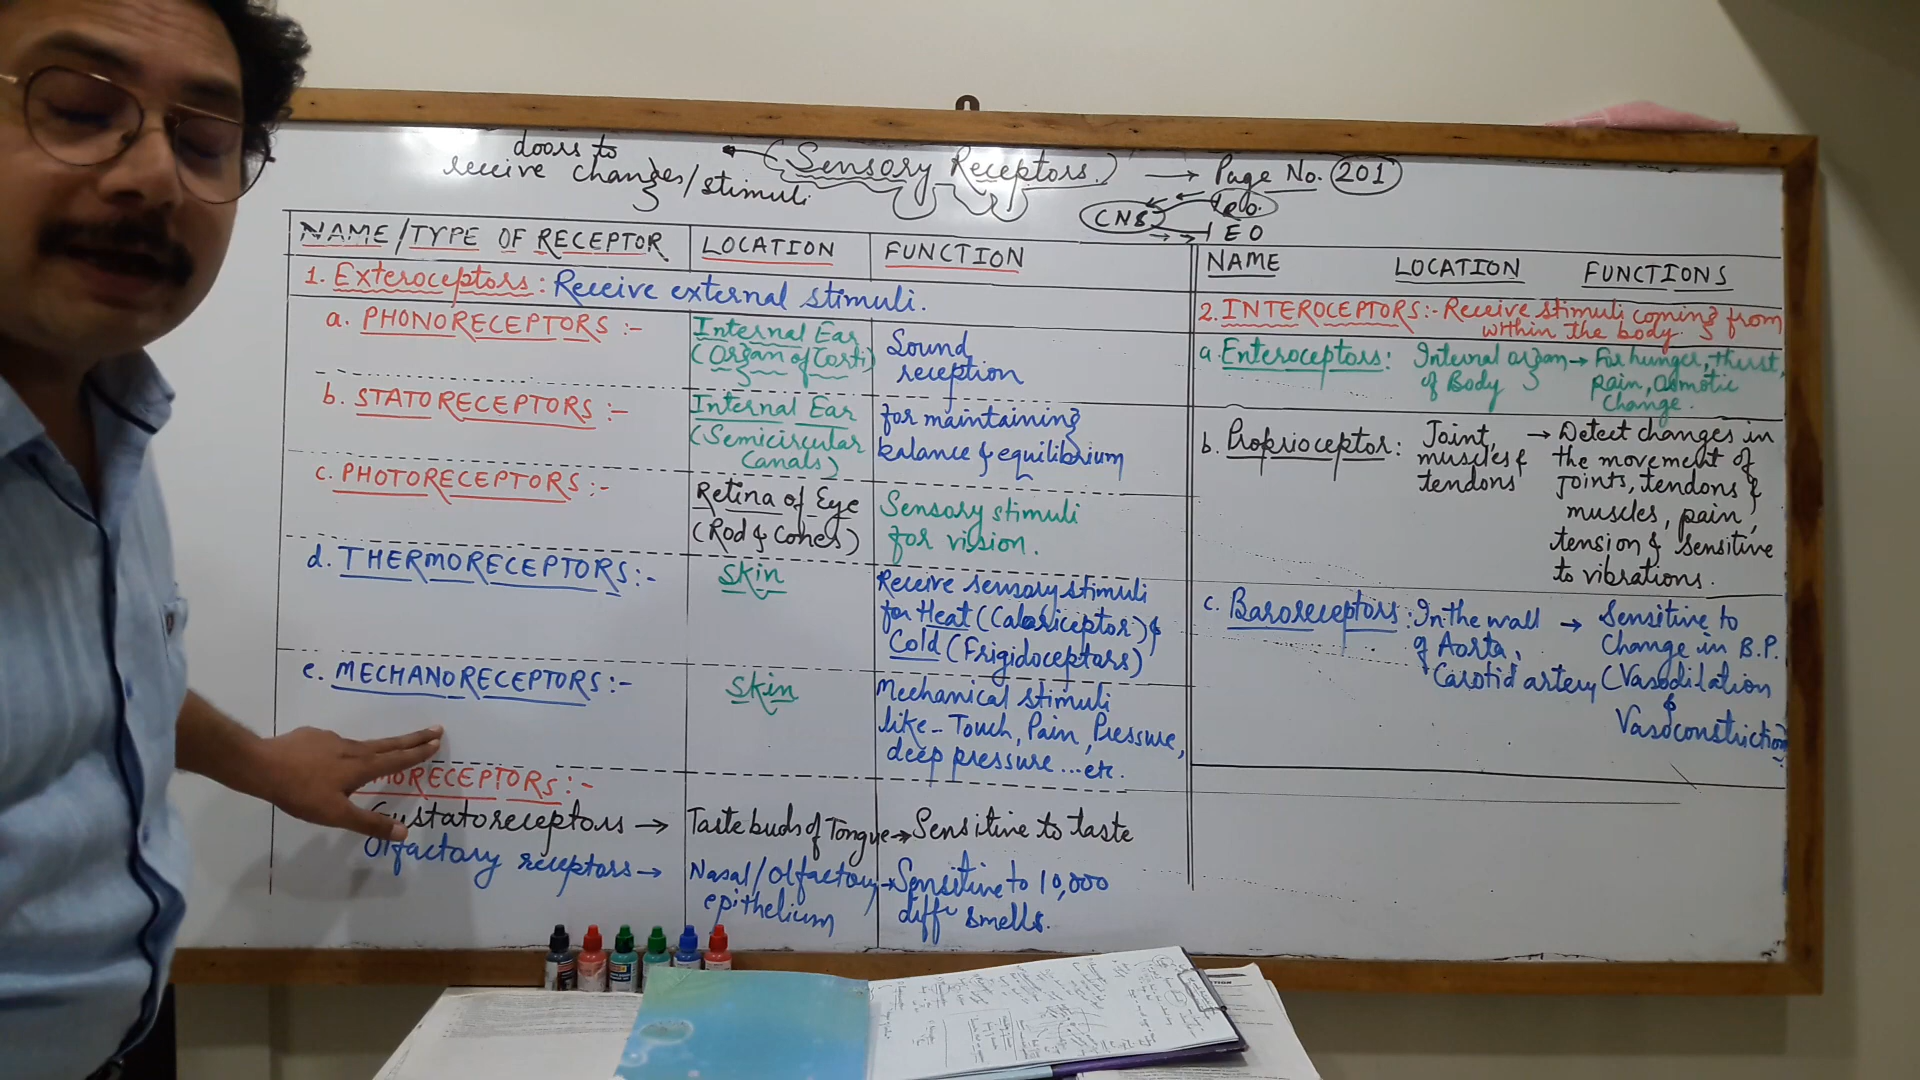 doors to
receive changes/stimuli
(Sensory Receptors.)
Page No. 201
CNS
RO.
EO
NAME/TYPE OF RECEPTOR LOCATION FUNCTION
1. Exteroceptors: Receive external stimuli.
a. PHONORECEPTORS :-
Internal Ear
(Organ of Corti)
Sound
reception
b. STATORECEPTORS :-
Internal Ear
(Semicircular
Canals)
for maintaining
balance & equilibrium
c. PHOTORECEPTORS :-
Retina of Eye
(Rod & Cones)
Sensory stimuli
for vission.
d. THERMORECEPTORS:-
Skin
Receive sensory stimuli
for Heat (Caloriceptor) &
Cold (Frigidoceptors)
e. MECHANORECEPTORS :-
Skin
Mechanical stimuli
like - Touch, Pain, Pressure,
deep pressure ... etc.
MORECEPTORS :-
Gustatoreceptors → Taste buds of Tongue → Sensitive to taste
Olfactory receptors →
Nasal/Olfactory →
epithelium
Sensitive to 10,000
diff smells.
NAME LOCATION FUNCTIONS
2. INTEROCEPTORS:- Receive stimuli coming from
within the body.
a. Enteroceptors:
Internal organ →
of Body
For hunger, thirst,
pain, osmotic
change.
b. Proprioceptor:
Joint, →
muscles &
tendons
Detect changes in
the movement of
joints, tendons &
muscles, pain,
tension & sensitive
to vibrations.
c. Baroreceptors:
In the wall →
of Aorta,
Carotid artery
Sensitive to
Change in B.P.
(Vasodilation
&
Vasoconstriction